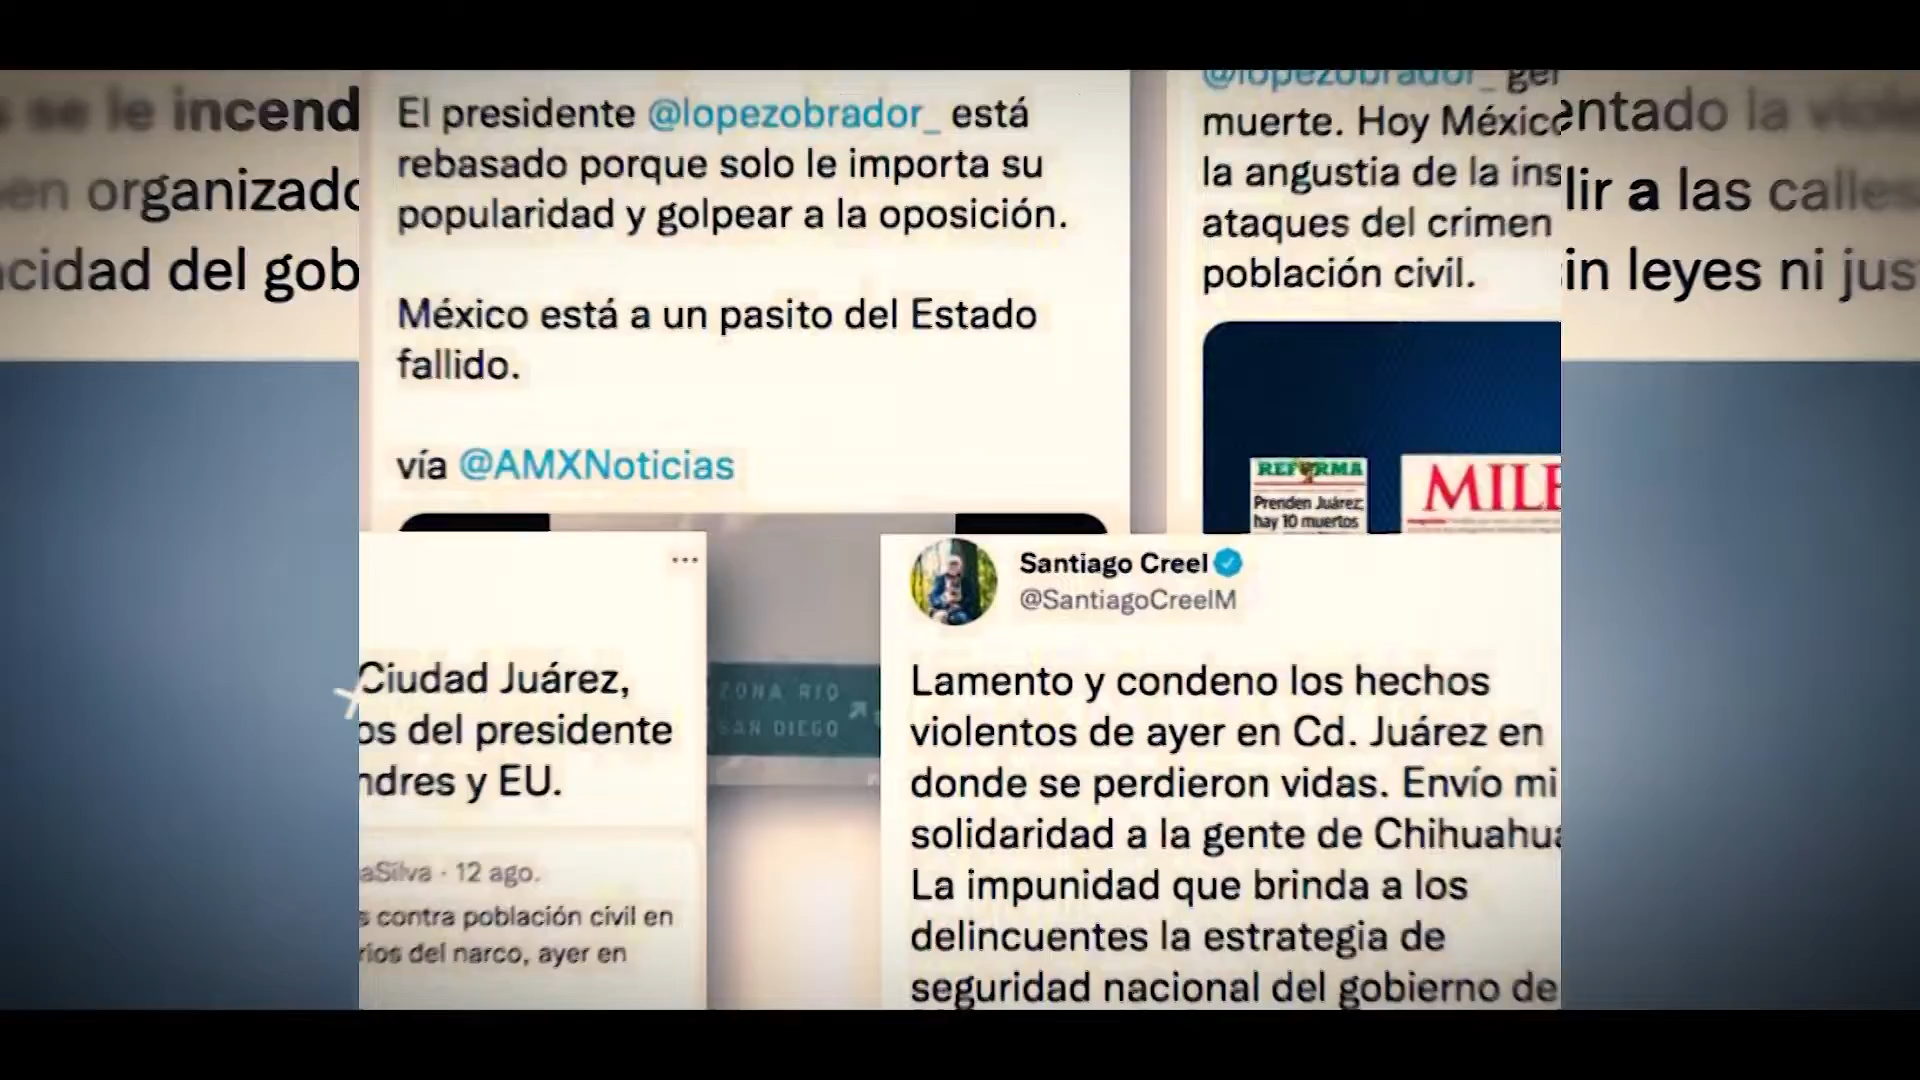 se le incend
en organizado
cidad del gob
El presidente @lopezobrador_ está
rebasado porque solo le importa su
popularidad y golpear a la oposición.
México está a un pasito del Estado
fallido.
vía @AMXNoticias
@lopezobrador_ ger
muerte. Hoy México
la angustia de la ins
ataques del crimen
población civil.
REFORMA
Prenden Juárez;
hay 10 muertos
MILE
entado la viole
lir a las calles
in leyes ni jus
...
Ciudad Juárez,
os del presidente
ndres y EU.
aSilva · 12 ago.
s contra población civil en
rios del narco, ayer en
ZONA RIO
SAN DIEGO
Santiago Creel
@SantiagoCreelM
Lamento y condeno los hechos
violentos de ayer en Cd. Juárez en
donde se perdieron vidas. Envío mi
solidaridad a la gente de Chihuahua
La impunidad que brinda a los
delincuentes la estrategia de
seguridad nacional del gobierno de